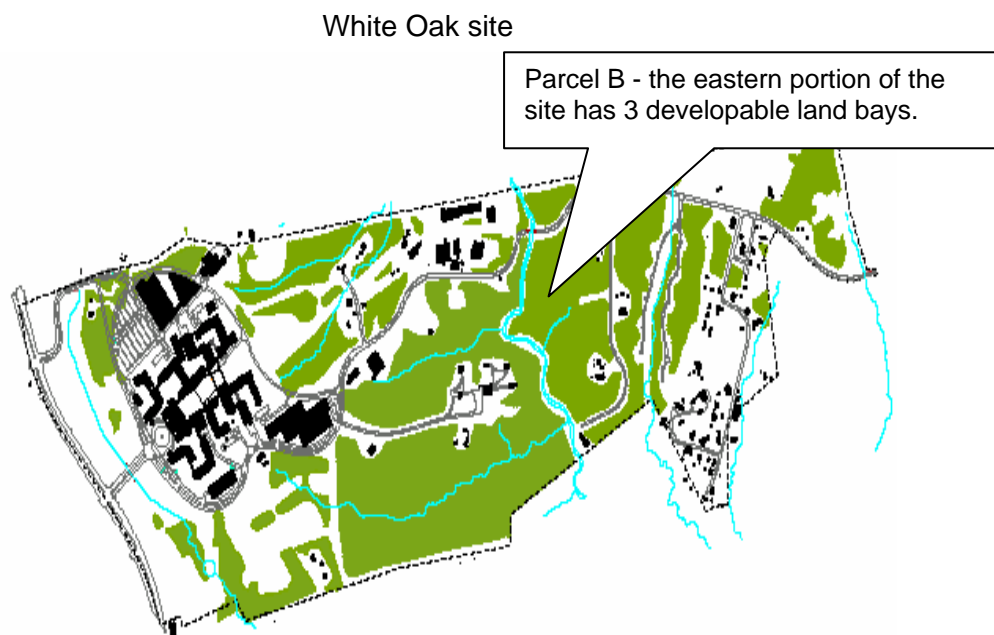 White Oak site
Parcel B - the eastern portion of the
site has 3 developable land bays.